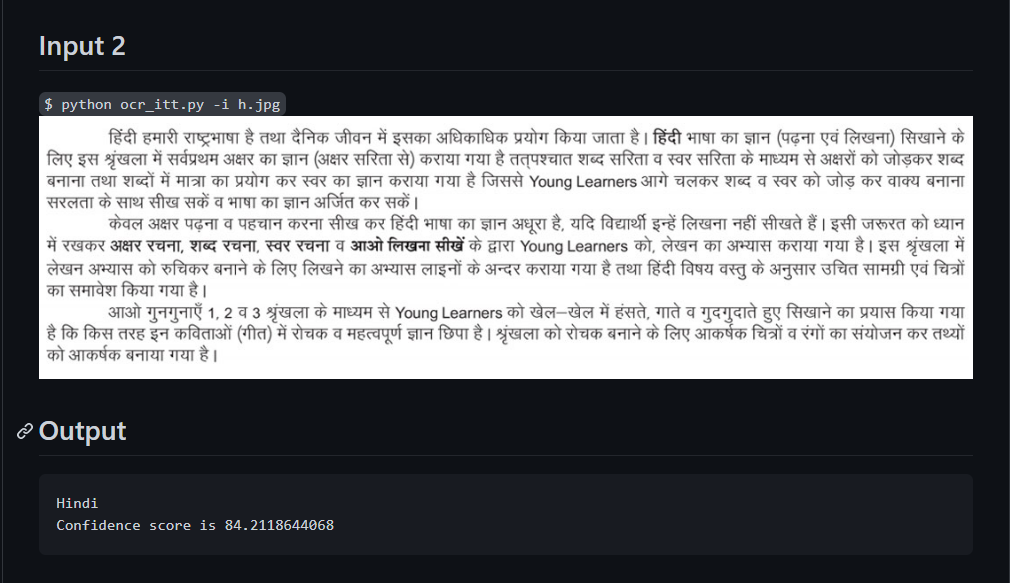 Input 2
$ python ocr_itt.py -i h.jpg
हिंदी हमारी राष्ट्रभाषा है तथा दैनिक जीवन में इसका अधिकाधिक प्रयोग किया जाता है। हिंदी भाषा का ज्ञान (पढ़ना एवं लिखना) सिखाने के
लिए इस श्रृंखला में सर्वप्रथम अक्षर का ज्ञान (अक्षर सरिता से) कराया गया है तत्पश्चात शब्द सरिता व स्वर सरिता के माध्यम से अक्षरों को जोड़कर शब्द
बनाना तथा शब्दों में मात्रा का प्रयोग कर स्वर का ज्ञान कराया गया है जिससे Young Learners आगे चलकर शब्द व स्वर को जोड़ कर वाक्य बनाना
सरलता के साथ सीख सकें व भाषा का ज्ञान अर्जित कर सकें।
केवल अक्षर पढ़ना व पहचान करना सीख कर हिंदी भाषा का ज्ञान अधूरा है, यदि विद्यार्थी इन्हें लिखना नहीं सीखते हैं। इसी जरूरत को ध्यान
में रखकर अक्षर रचना, शब्द रचना, स्वर रचना व आओ लिखना सीखें के द्वारा Young Learners को, लेखन का अभ्यास कराया गया है। इस श्रृंखला में
लेखन अभ्यास को रुचिकर बनाने के लिए लिखने का अभ्यास लाइनों के अन्दर कराया गया है तथा हिंदी विषय वस्तु के अनुसार उचित सामग्री एवं चित्रों
का समावेश किया गया है।
आओ गुनगुनाएँ 1, 2 व 3 श्रृंखला के माध्यम से Young Learners को खेल–खेल में हंसते, गाते व गुदगुदाते हुए सिखाने का प्रयास किया गया
है कि किस तरह इन कविताओं (गीत) में रोचक व महत्वपूर्ण ज्ञान छिपा है। श्रृंखला को रोचक बनाने के लिए आकर्षक चित्रों व रंगों का संयोजन कर तथ्यों
को आकर्षक बनाया गया है।
Output
Hindi
Confidence score is 84.2118644068